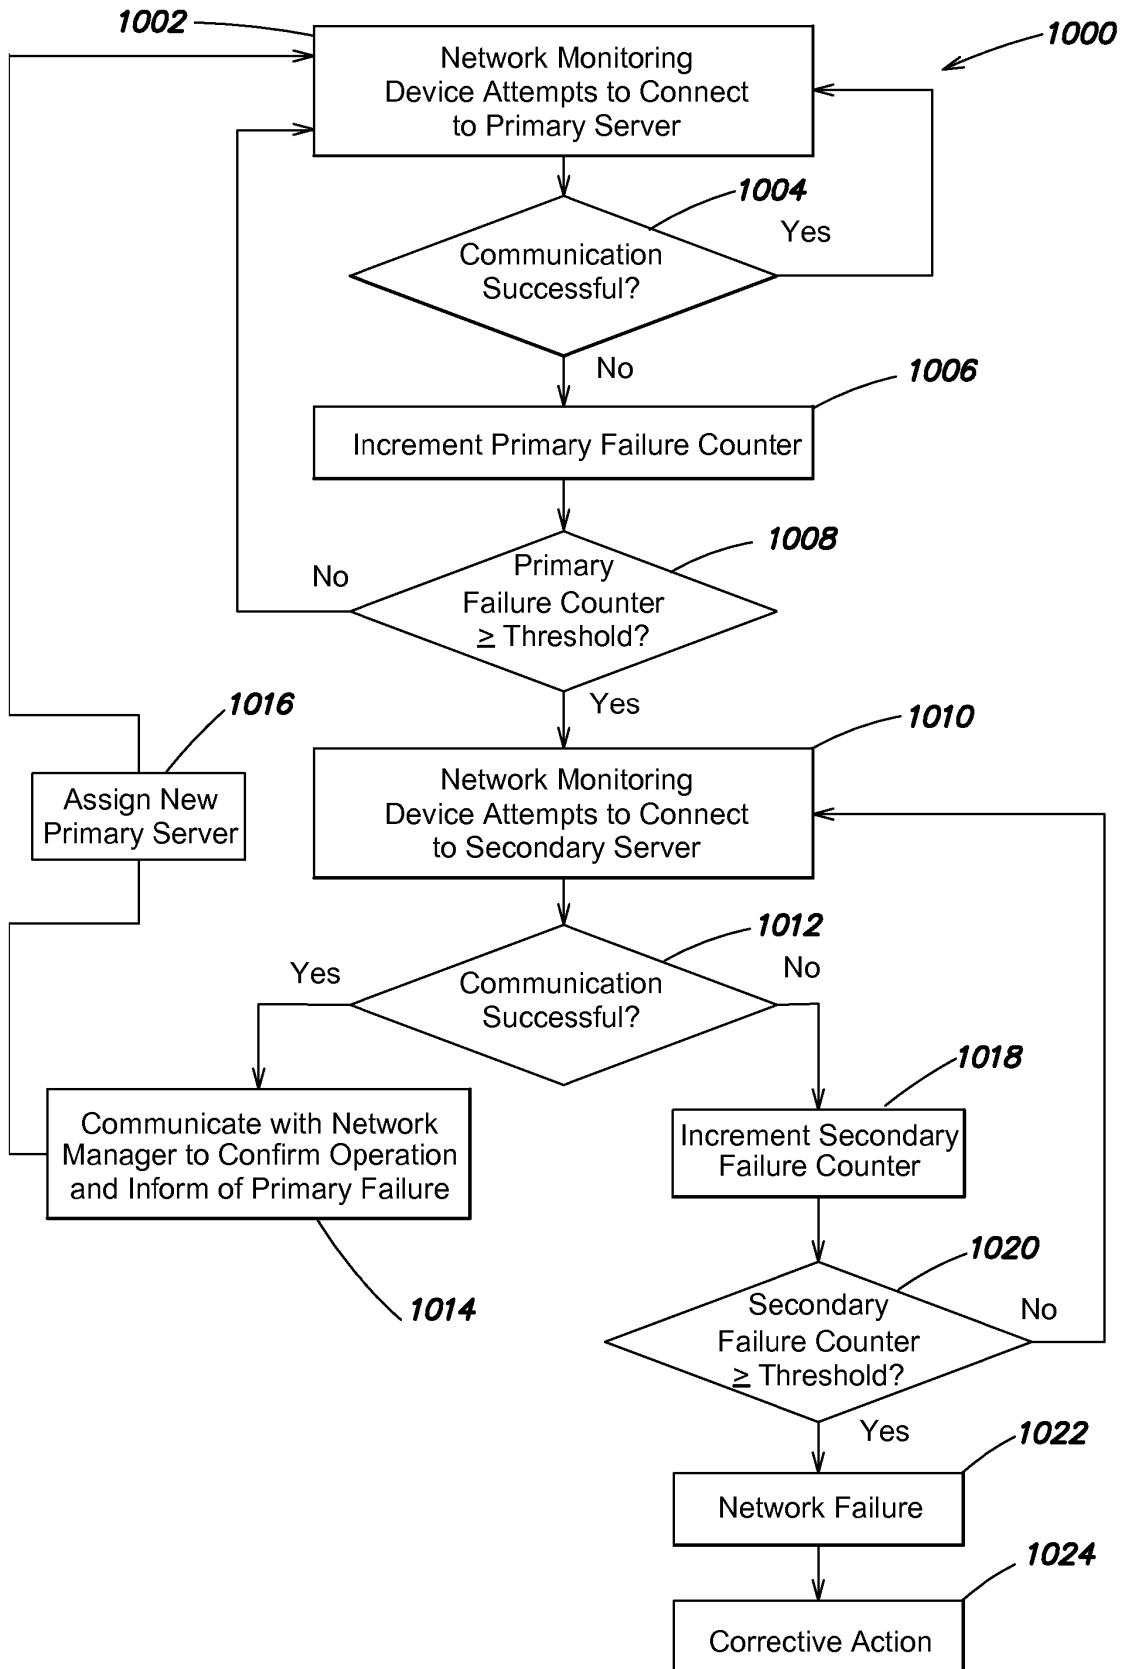 1002
1000
Network Monitoring
Device Attempts to Connect
to Primary Server
1004
Yes
Communication
Successful?
No
1006
Increment Primary Failure Counter
1008
No
Primary
Failure Counter
≥ Threshold?
Yes
1016
1010
Assign New
Primary Server
Network Monitoring
Device Attempts to Connect
to Secondary Server
1012
Yes
No
Communication
Successful?
1018
Communicate with Network
Manager to Confirm Operation
and Inform of Primary Failure
Increment Secondary
Failure Counter
1014
1020
Secondary
Failure Counter
≥ Threshold?
No
Yes
1022
Network Failure
1024
Corrective Action